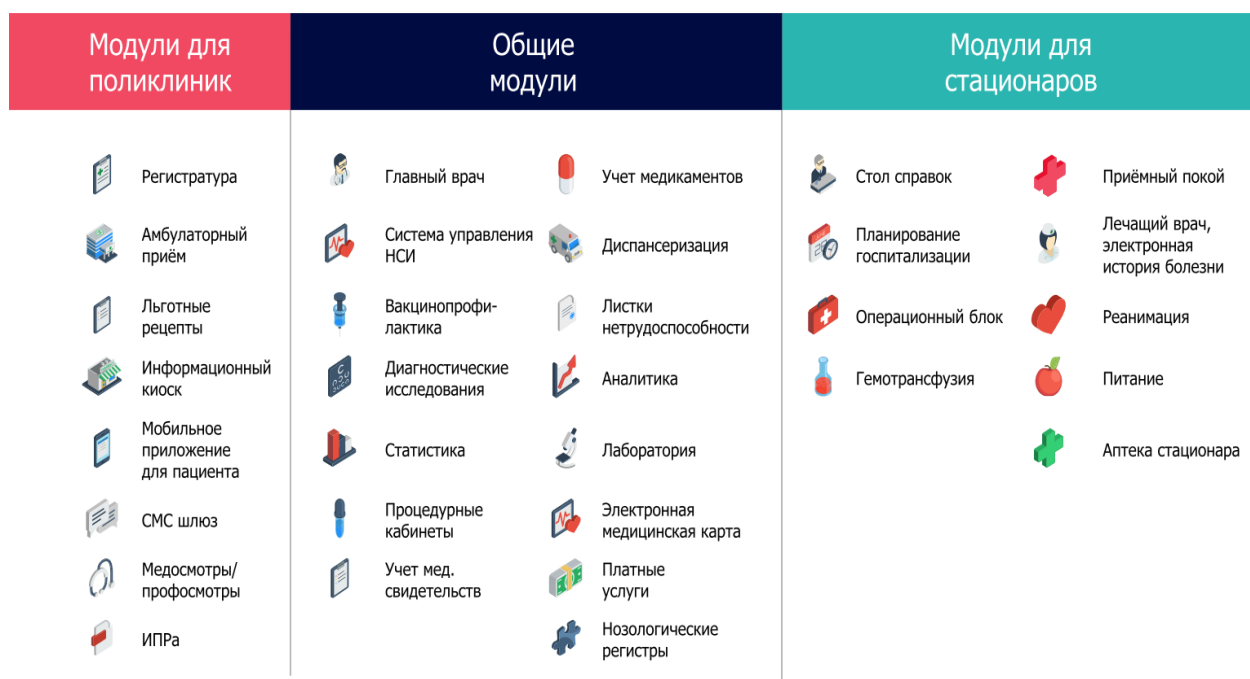 Модули для
поликлиник
Общие
модули
Модули для
стационаров
Регистратура
Амбулаторный
приём
Льготные
рецепты
Информационный
киоск
Мобильное
приложение
для пациента
СМС шлюз
Медосмотры/
профосмотры
ИПРа
Главный врач
Система управления
НСИ
Вакцинопрофи-
лактика
Диагностические
исследования
Статистика
Процедурные
кабинеты
Учет мед.
свидетельств
Учет медикаментов
Диспансеризация
Листки
нетрудоспособности
Аналитика
Лаборатория
Электронная
медицинская карта
Платные
услуги
Нозологические
регистры
Стол справок
Планирование
госпитализации
Операционный блок
Гемотрансфузия
Приёмный покой
Лечащий врач,
электронная
история болезни
Реанимация
Питание
Аптека стационара